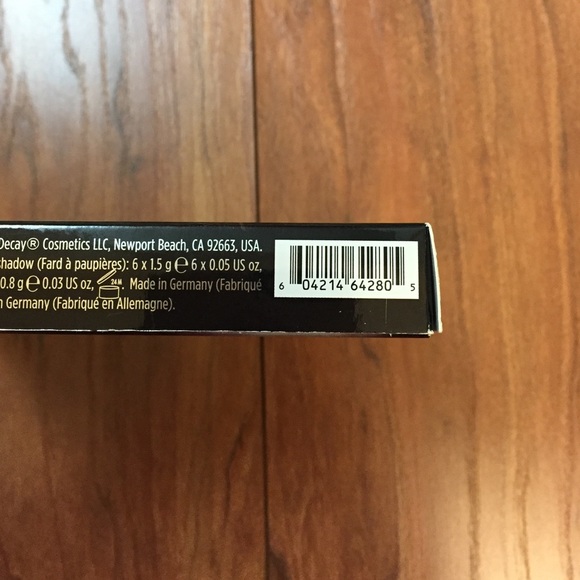 Decay® Cosmetics LLC, Newport Beach, CA 92663, USA.
shadow (Fard à paupières): 6 x 1.5 g ℮ 6 x 0.05 US oz,
0.8 g ℮ 0.03 US oz, 24M. Made in Germany (Fabriqué
n Germany (Fabriqué en Allemagne).
6 04214 64280 5